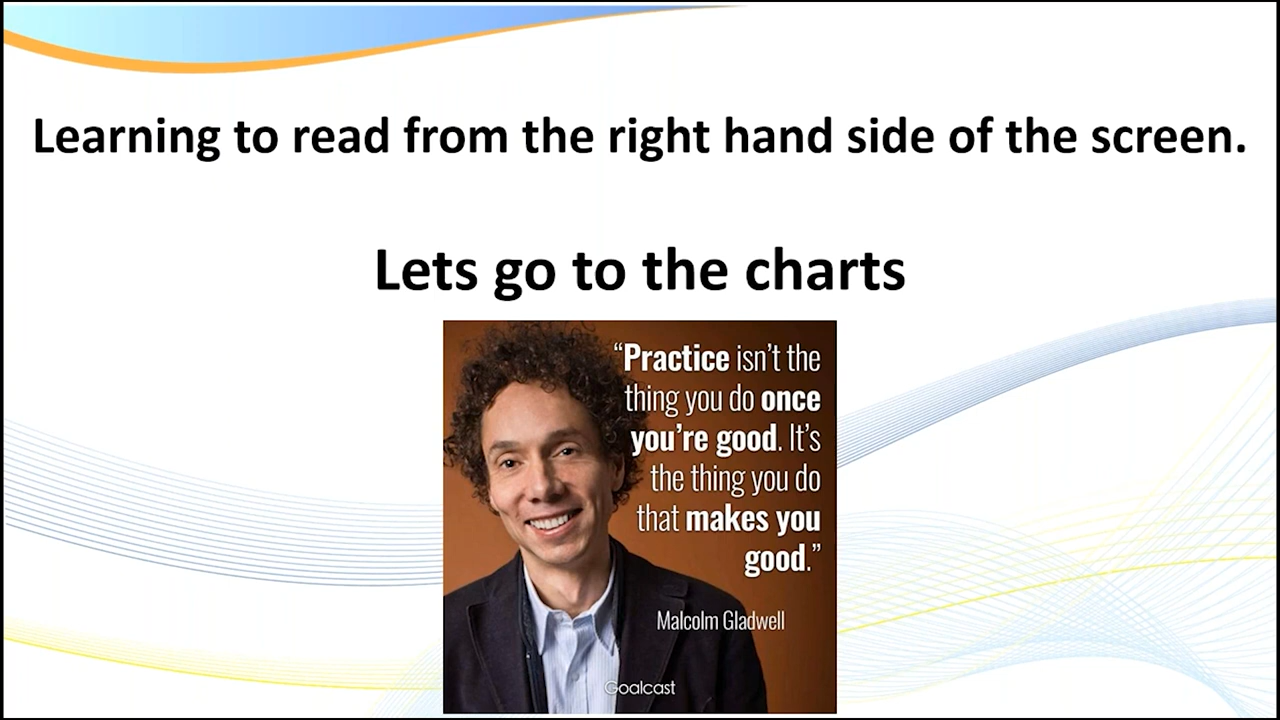 Learning to read from the right hand side of the screen.
Lets go to the charts
“Practice isn’t the
thing you do once
you’re good. It’s
the thing you do
that makes you
good.”
Malcolm Gladwell
Goalcast